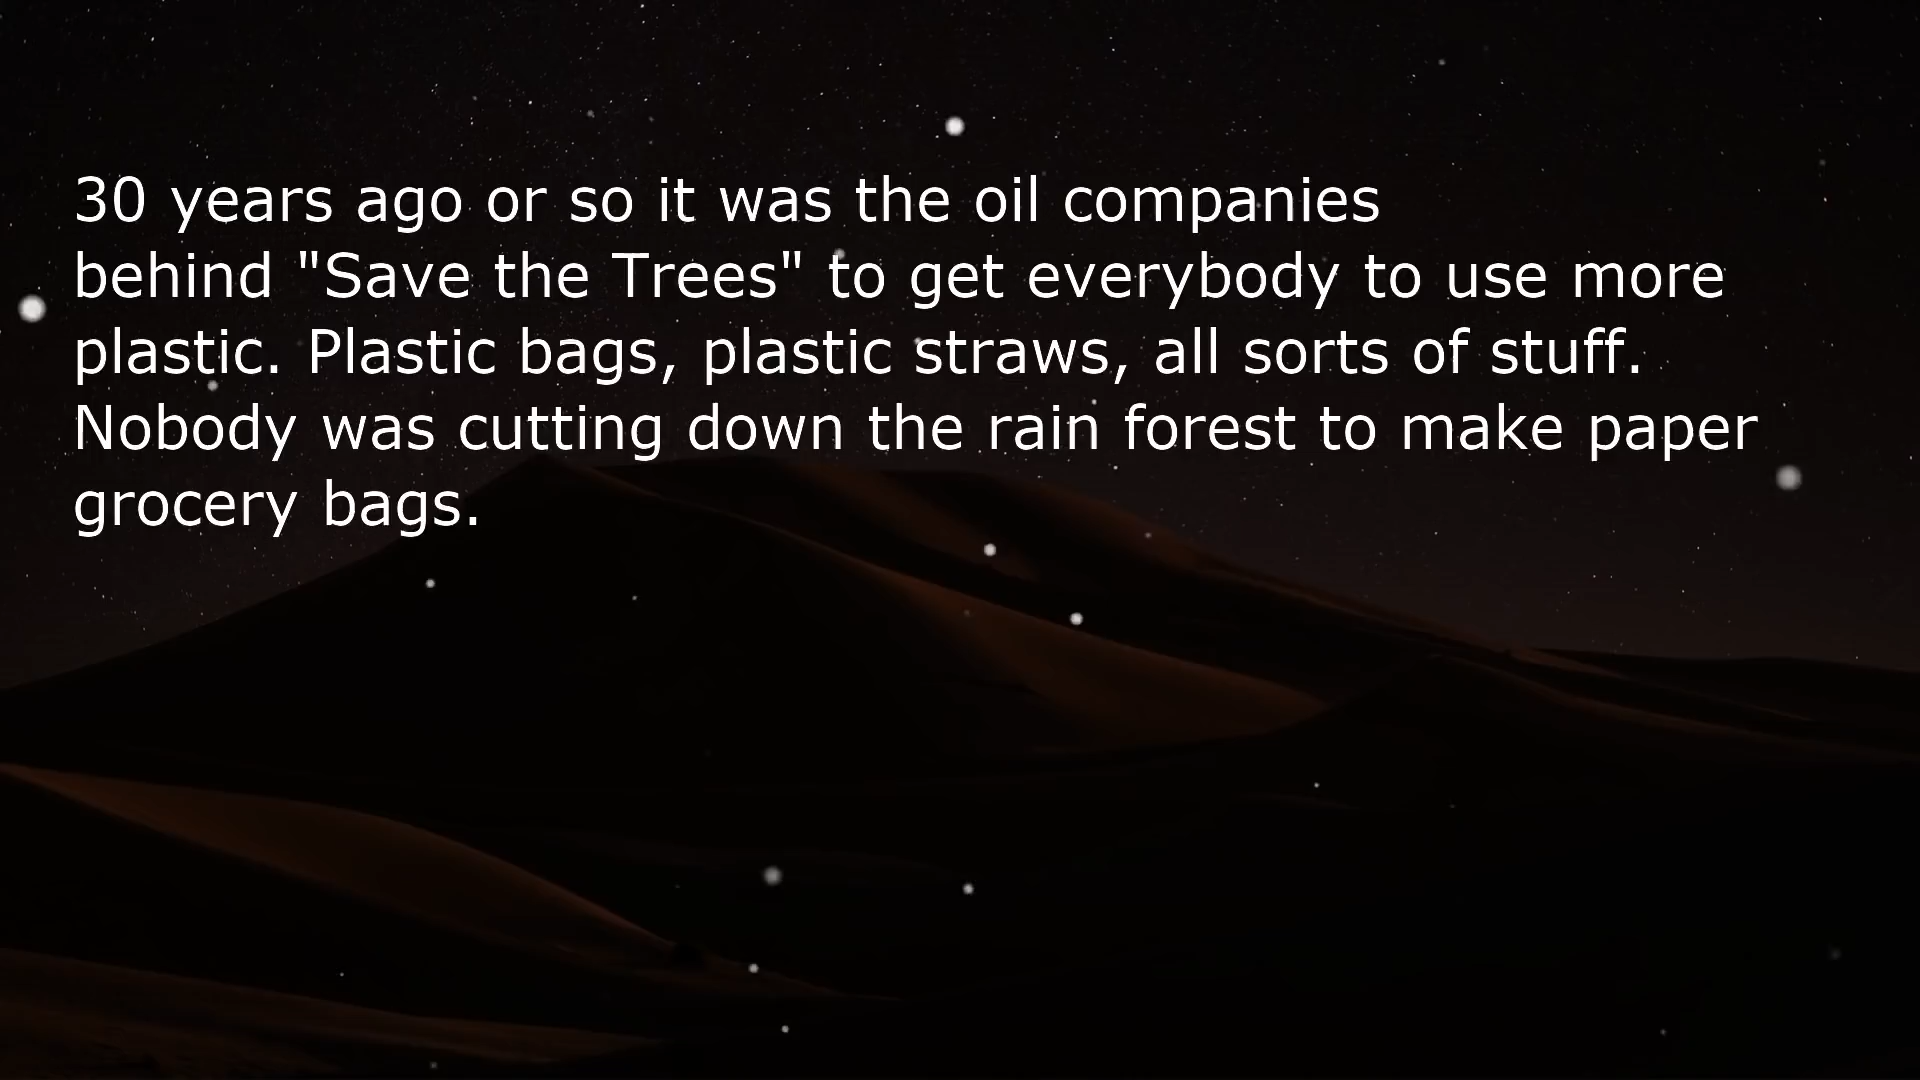 30 years ago or so it was the oil companies
behind "Save the Trees" to get everybody to use more
plastic. Plastic bags, plastic straws, all sorts of stuff.
Nobody was cutting down the rain forest to make paper
grocery bags.